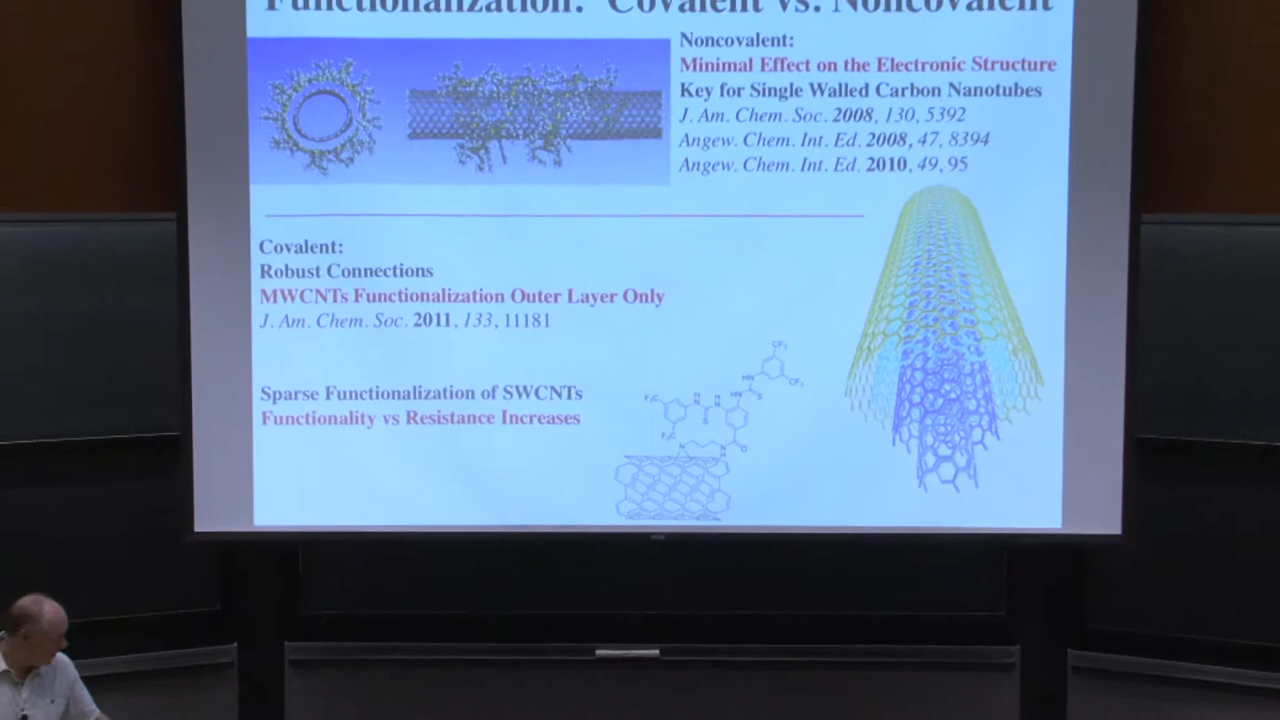 Functionalization: Covalent vs. Noncovalent
Noncovalent:
Minimal Effect on the Electronic Structure
Key for Single Walled Carbon Nanotubes
J. Am. Chem. Soc. 2008, 130, 5392
Angew. Chem. Int. Ed. 2008, 47, 8394
Angew. Chem. Int. Ed. 2010, 49, 95
Covalent:
Robust Connections
MWCNTs Functionalization Outer Layer Only
J. Am. Chem. Soc. 2011, 133, 11181
Sparse Functionalization of SWCNTs
Functionality vs Resistance Increases